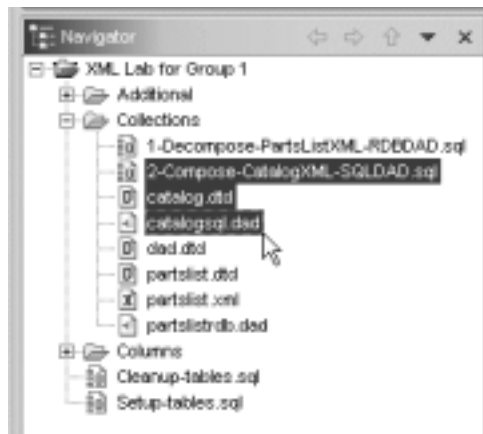 Navigator
XML Lab for Group 1
Additional
Collections
1-Decompose-PartsListXML-RDBDAD.sql
2-Compose-CatalogXML-SQLDAD.sql
catalog.dtd
catalogsql.dad
dad.dtd
partslist.dtd
partslist.xml
partslistrdb.dad
Columns
Cleanup-tables.sql
Setup-tables.sql